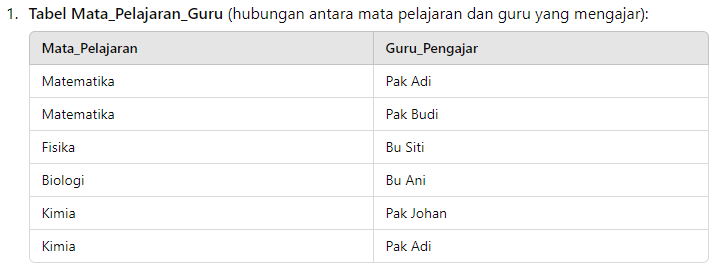 1. Tabel Mata_Pelajaran_Guru (hubungan antara mata pelajaran dan guru yang mengajar):
Mata_Pelajaran Guru_Pengajar
Matematika Pak Adi
Matematika Pak Budi
Fisika Bu Siti
Biologi Bu Ani
Kimia Pak Johan
Kimia Pak Adi